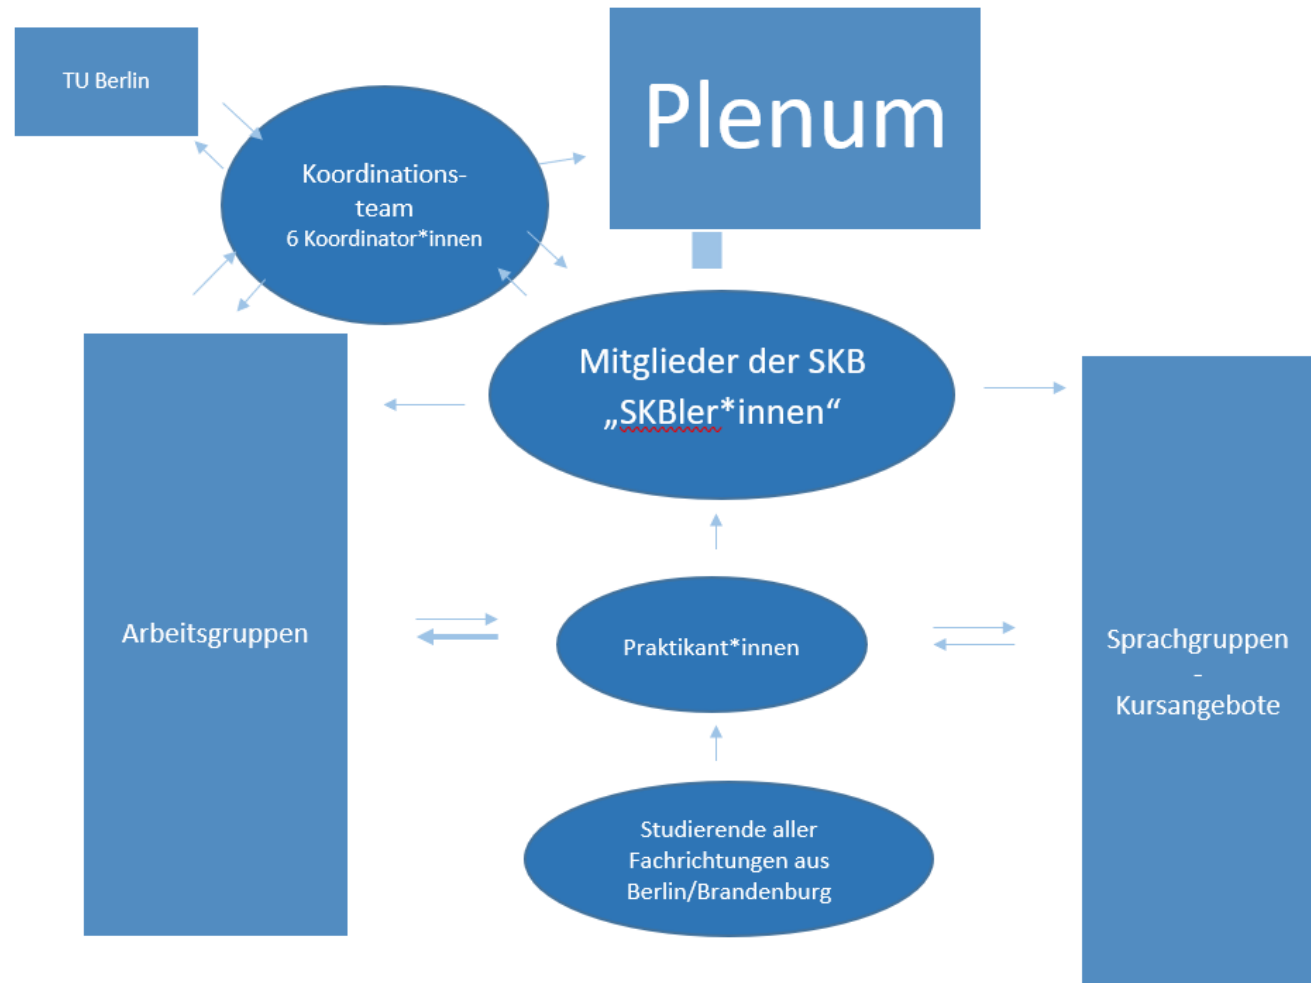 TU Berlin
Plenum
Koordinations-
team
6 Koordinator*innen
Mitglieder der SKB
„SKBler*innen“
Arbeitsgruppen
Praktikant*innen
Sprachgruppen
-
Kursangebote
Studierende aller
Fachrichtungen aus
Berlin/Brandenburg